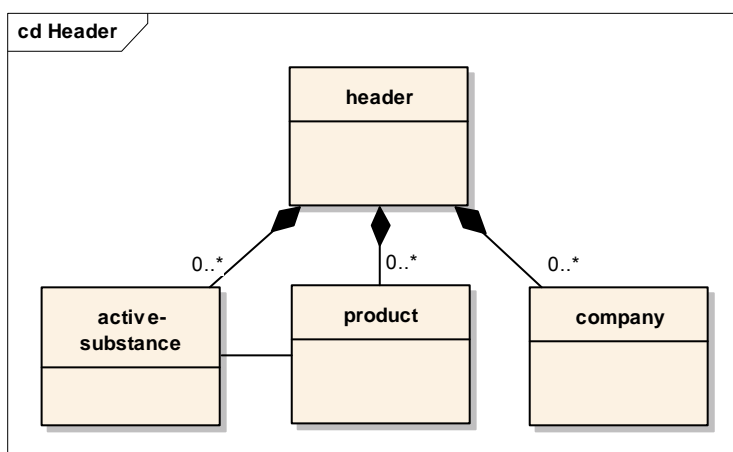 cd Header
header
0..*
0..*
0..*
active-
substance
product
company